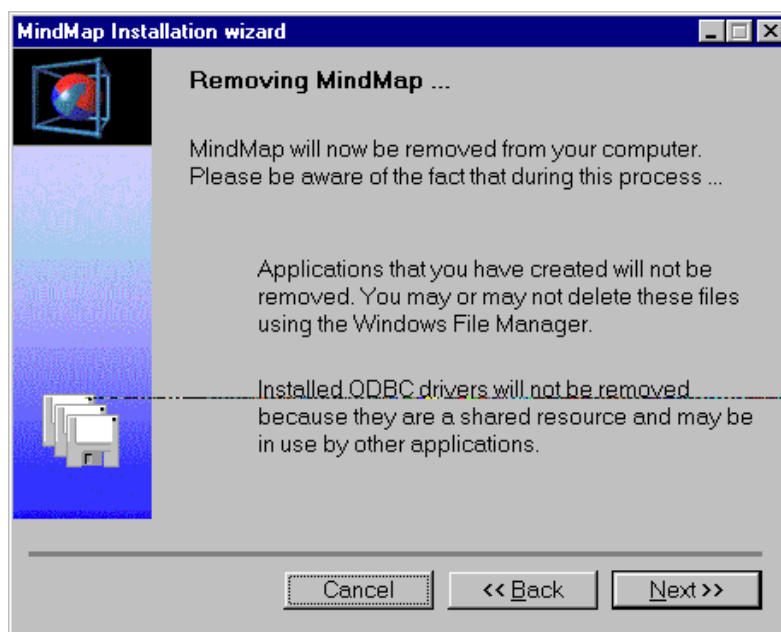 MindMap Installation wizard
Removing MindMap ...
MindMap will now be removed from your computer.
Please be aware of the fact that during this process ...
Applications that you have created will not be
removed. You may or may not delete these files
using the Windows File Manager.
Installed ODBC drivers will not be removed
because they are a shared resource and may be
in use by other applications.
Cancel
<< Back
Next >>